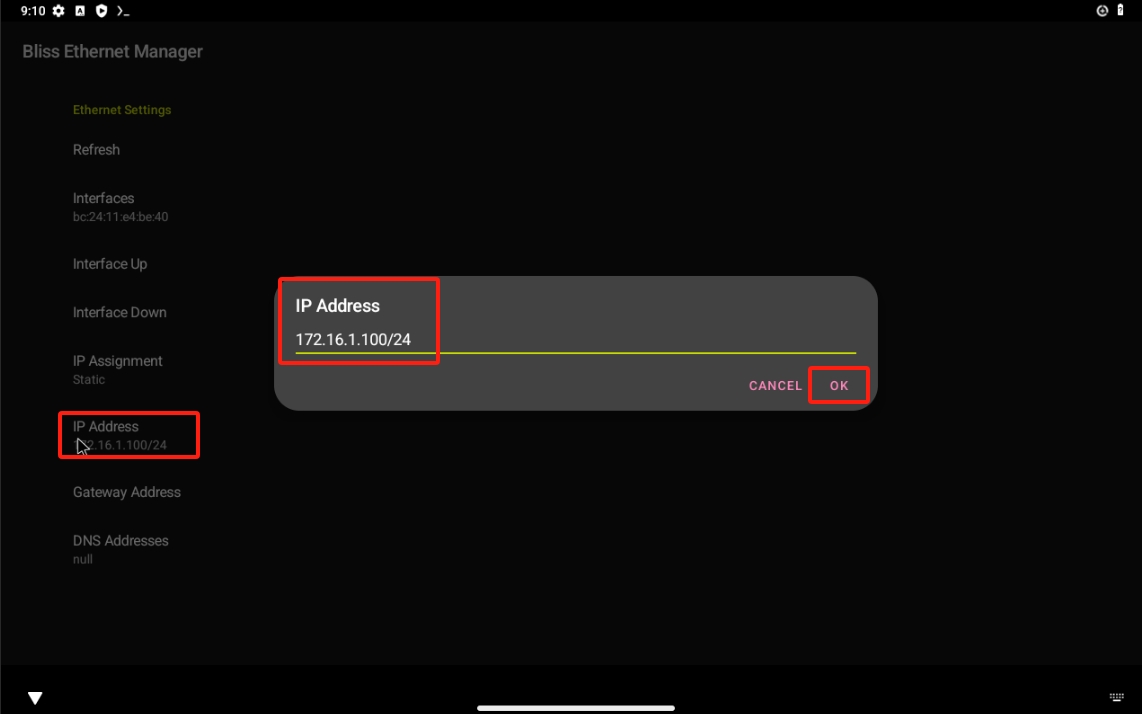 9:10
Bliss Ethernet Manager
Ethernet Settings
Refresh
Interfaces
bc:24:11:e4:be:40
Interface Up
Interface Down
IP Assignment
Static
IP Address
172.16.1.100/24
Gateway Address
DNS Addresses
null
IP Address
172.16.1.100/24
CANCEL OK